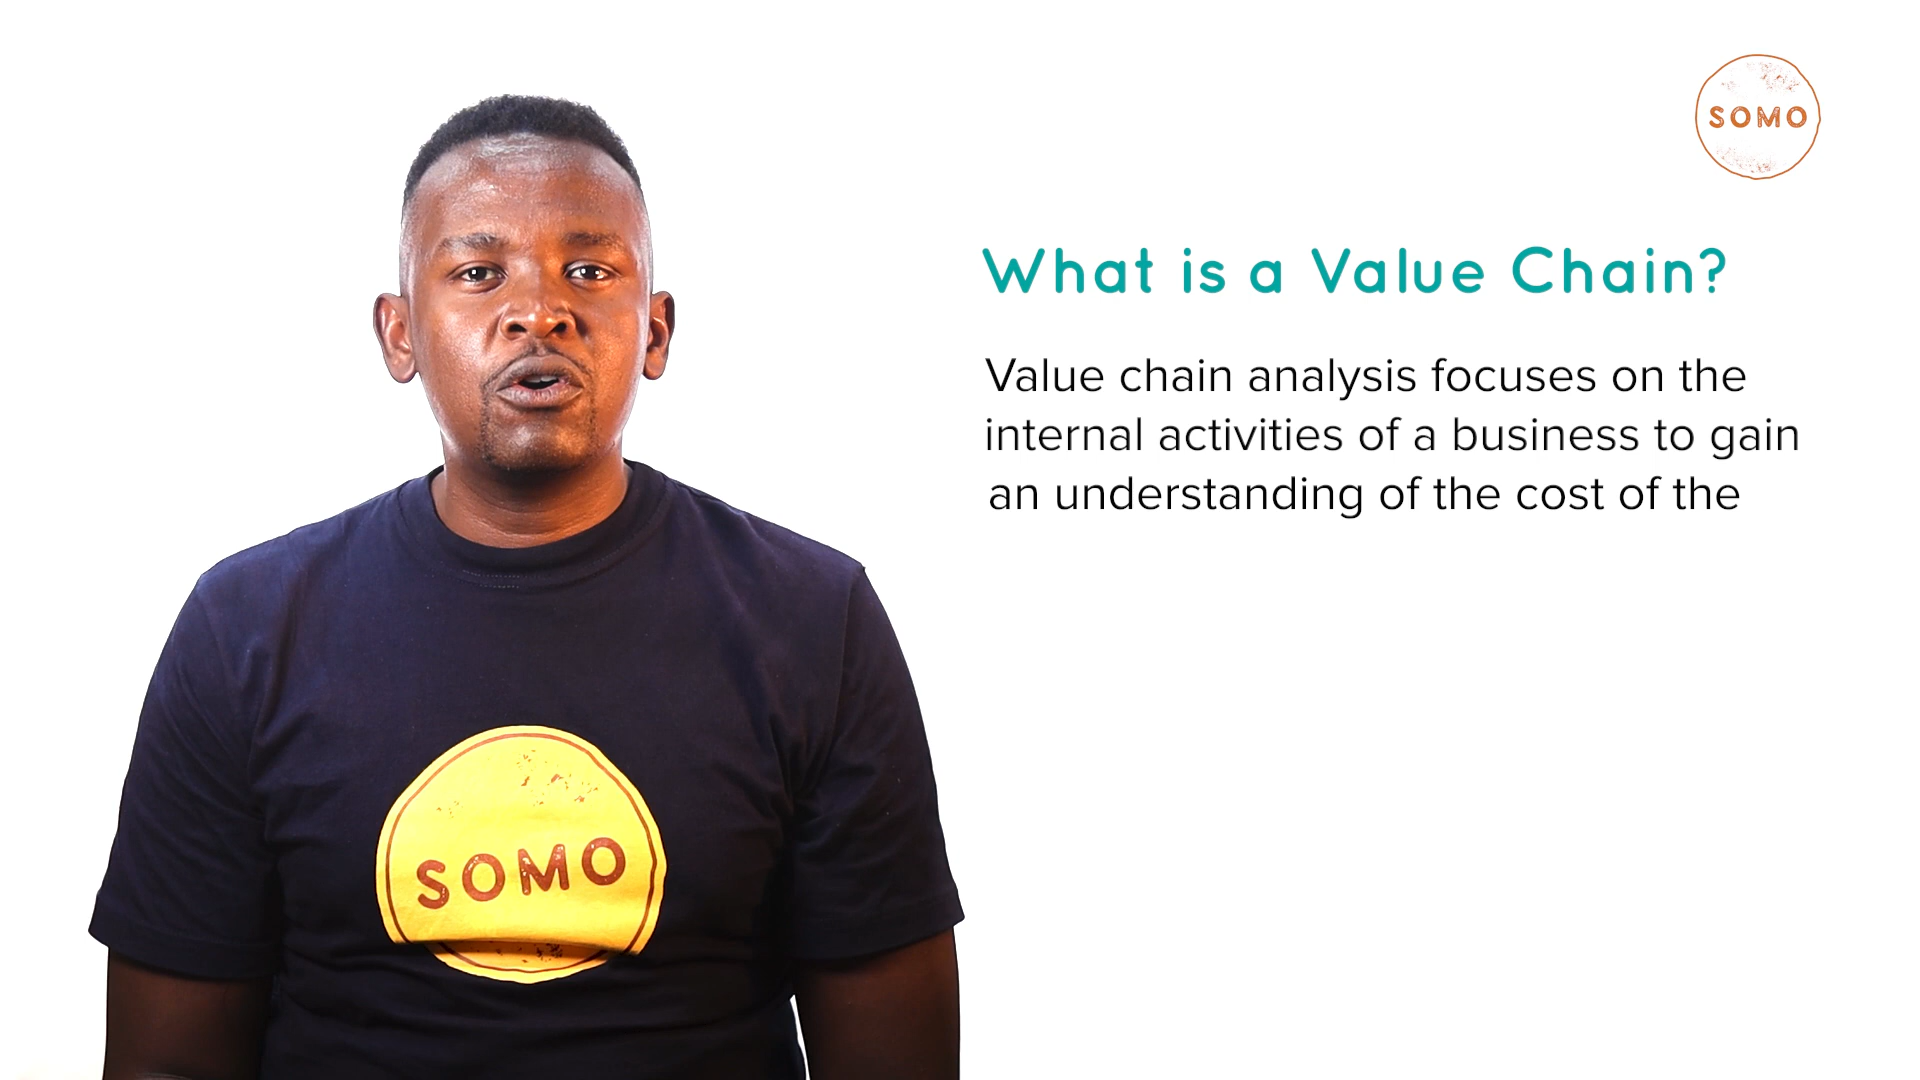 SOMO
What is a Value Chain?
Value chain analysis focuses on the
internal activities of a business to gain
an understanding of the cost of the
SOMO